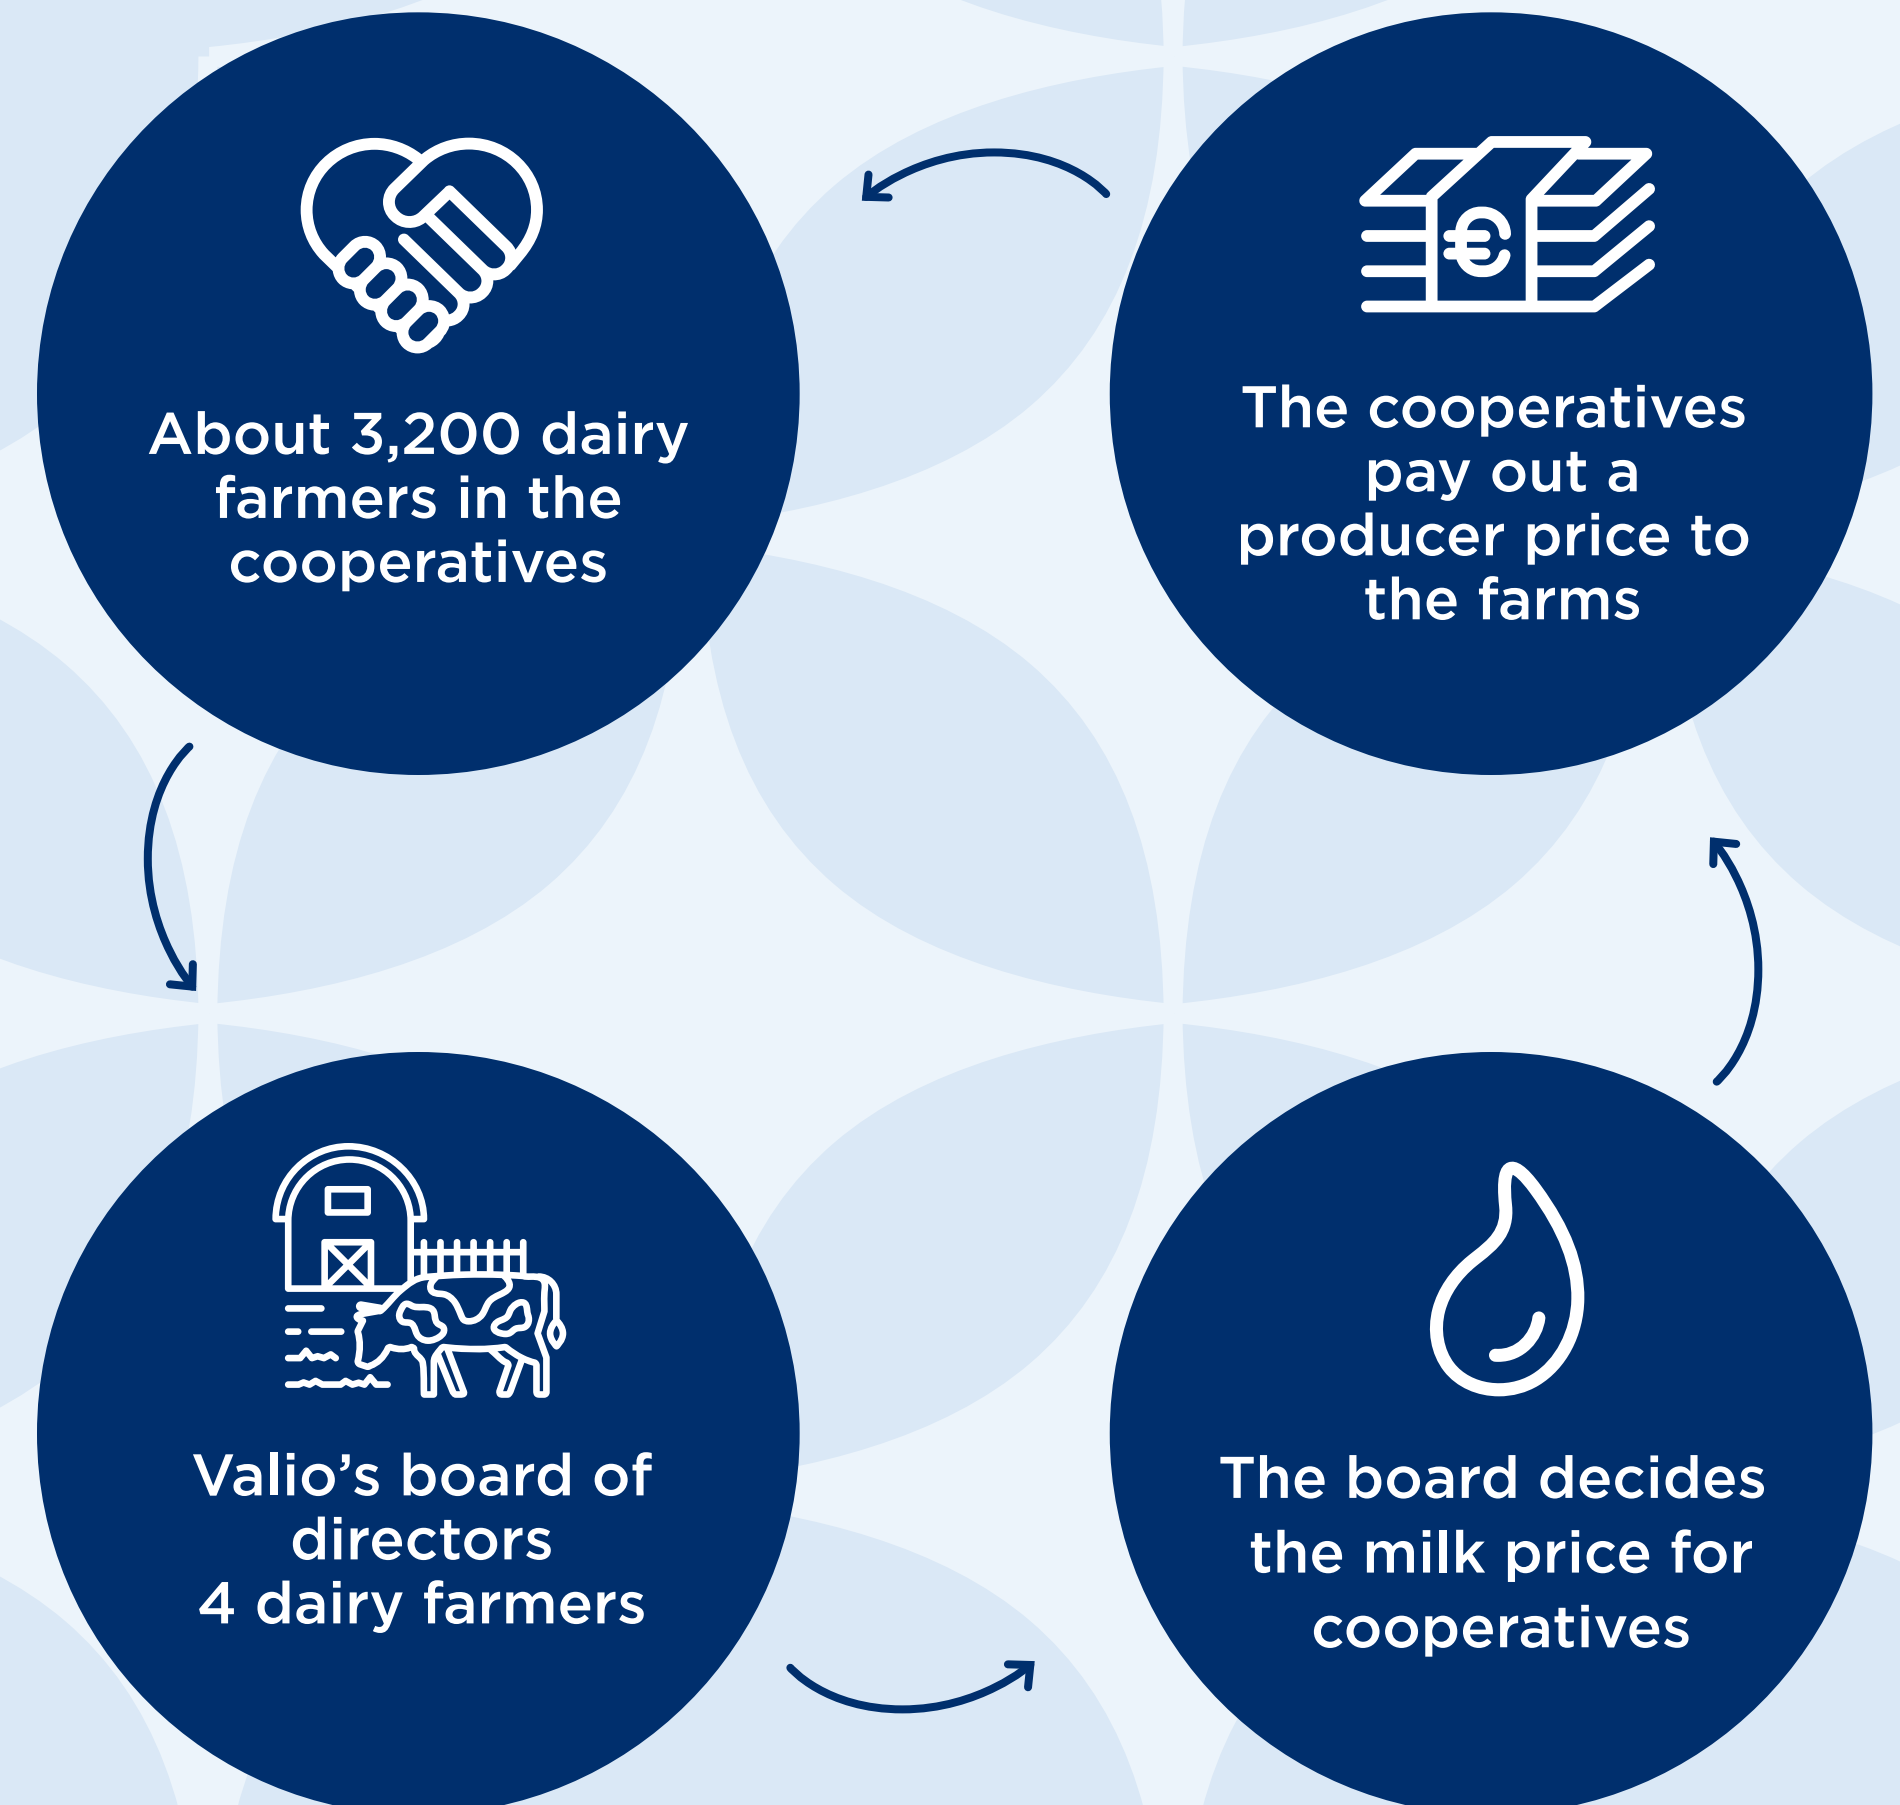 About 3,200 dairy
farmers in the
cooperatives
The cooperatives
pay out a
producer price to
the farms
Valio’s board of
directors
4 dairy farmers
The board decides
the milk price for
cooperatives